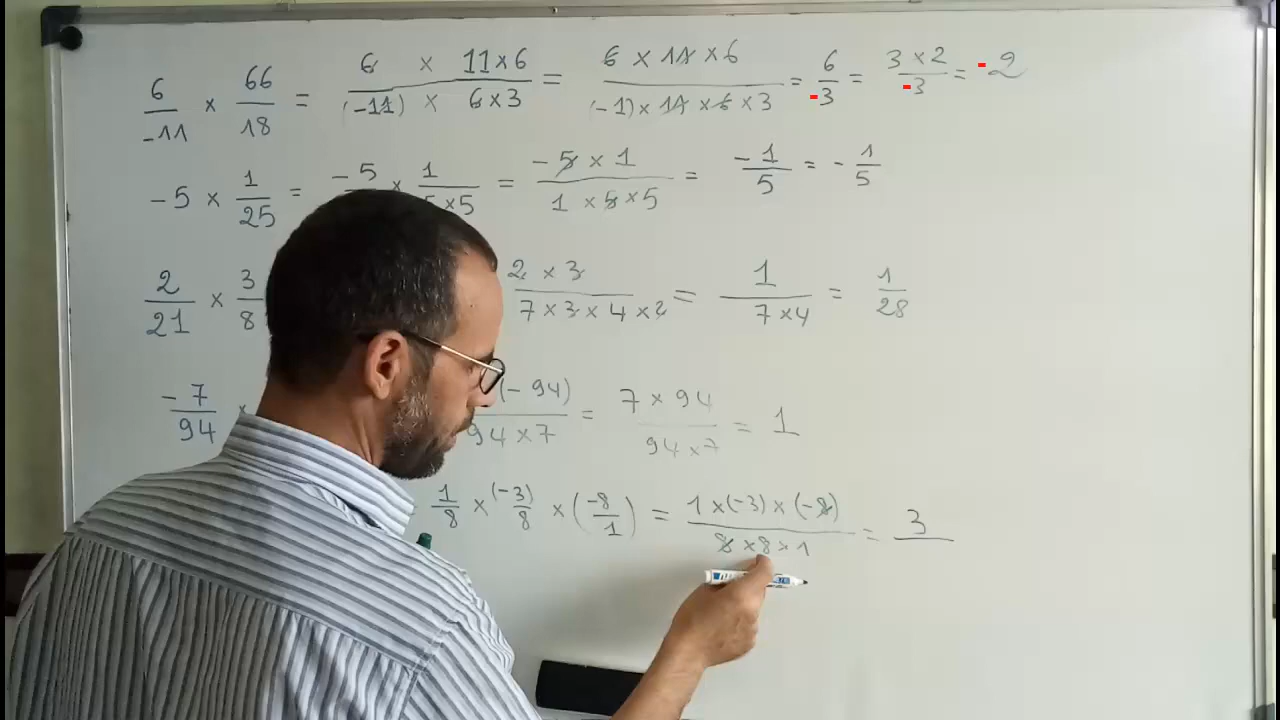 6/-11 × 66/18 = 6 × 11×6 / (-11) × 6×3 = 6 × 11 × 6 / (-1) × 11 × 6 × 3 = 6/-3 = 3×2/-3 = -2
-5 × 1/25 = -5 × 1/5×5 = -5 × 1 / 1 × 5 × 5 = -1/5 = -1/5
2/21 × 3/8 2 × 3 / 7 × 3 × 4 × 2 = 1 / 7×4 = 1/28
-7/94 × (-94) / 94 × 7 = 7 × 94 / 94 × 7 = 1
1/8 × (-3)/8 × (-8/1) = 1×(-3)×(-8) / 8×8×1 = 3